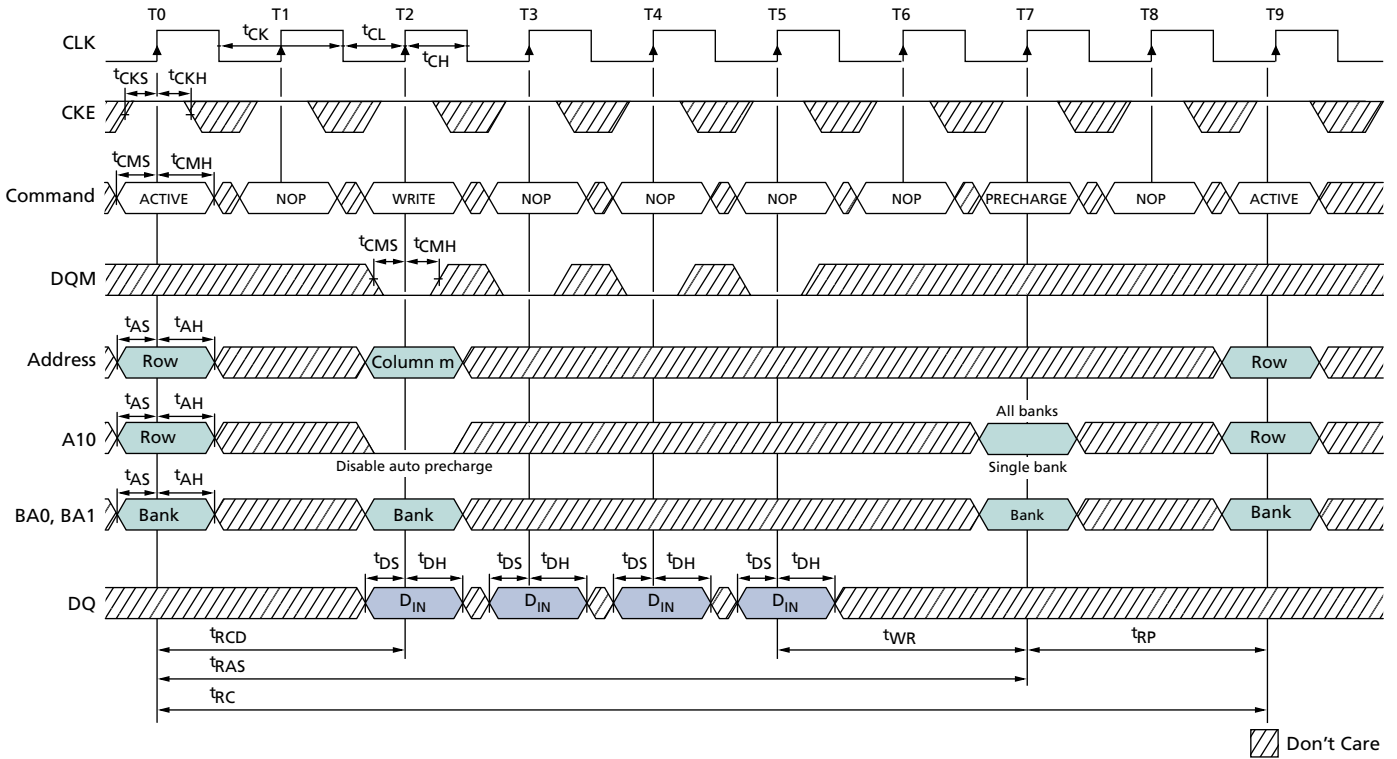 T0 T1 T2 T3 T4 T5 T6 T7 T8 T9
CLK
tCK tCL
tCH
tCKS tCKH
CKE
tCMS tCMH
Command ACTIVE NOP WRITE NOP NOP NOP NOP PRECHARGE NOP ACTIVE
tCMS tCMH
DQM
tAS tAH
Address Row Column m Row
tAS tAH
All banks
A10 Row Row
Disable auto precharge Single bank
tAS tAH
BA0, BA1 Bank Bank Bank Bank
tDS tDH tDS tDH tDS tDH tDS tDH
DQ DIN DIN DIN DIN
tRCD tWR tRP
tRAS
tRC
Don't Care